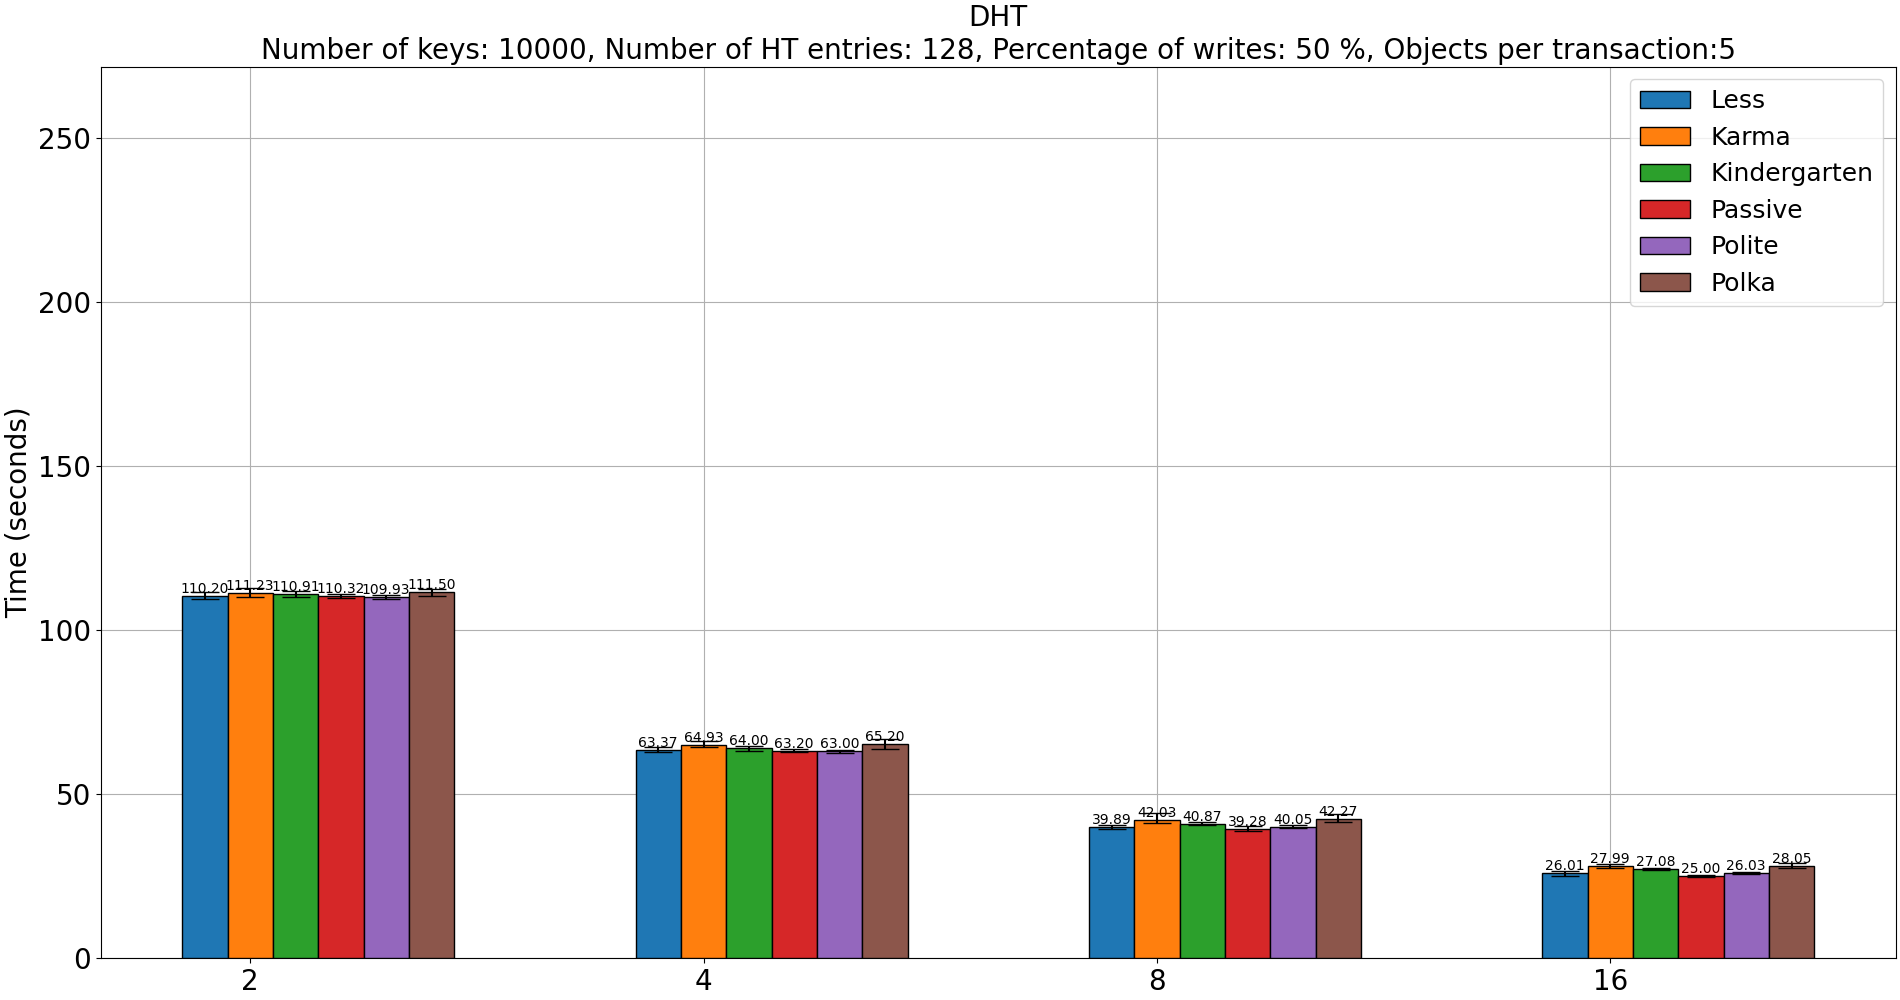 DHT
Number of keys: 10000, Number of HT entries: 128, Percentage of writes: 50 %, Objects per transaction:5
250
200
150
100
50
0
Time (seconds)
Less
Karma
Kindergarten
Passive
Polite
Polka
110.20 111.23 110.91 110.32 109.93 111.50
63.37 64.93 64.00 63.20 63.00 65.20
39.89 42.03 40.87 39.28 40.05 42.27
26.01 27.99 27.08 25.00 26.03 28.05
2 4 8 16